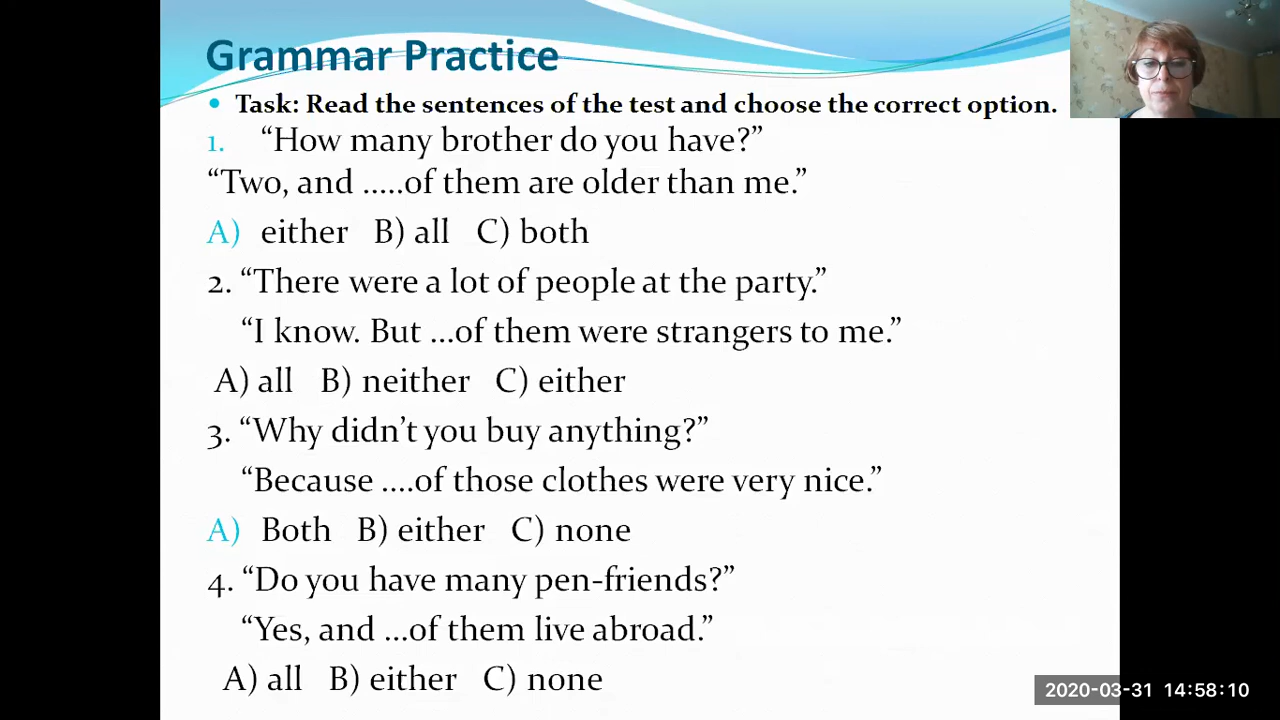 Grammar Practice
• Task: Read the sentences of the test and choose the correct option.
1. “How many brother do you have?”
“Two, and .....of them are older than me.”
A) either B) all C) both
2. “There were a lot of people at the party.”
“I know. But ...of them were strangers to me.”
A) all B) neither C) either
3. “Why didn’t you buy anything?”
“Because ....of those clothes were very nice.”
A) Both B) either C) none
4. “Do you have many pen-friends?”
“Yes, and ...of them live abroad.”
A) all B) either C) none
2020-03-31 14:58:10